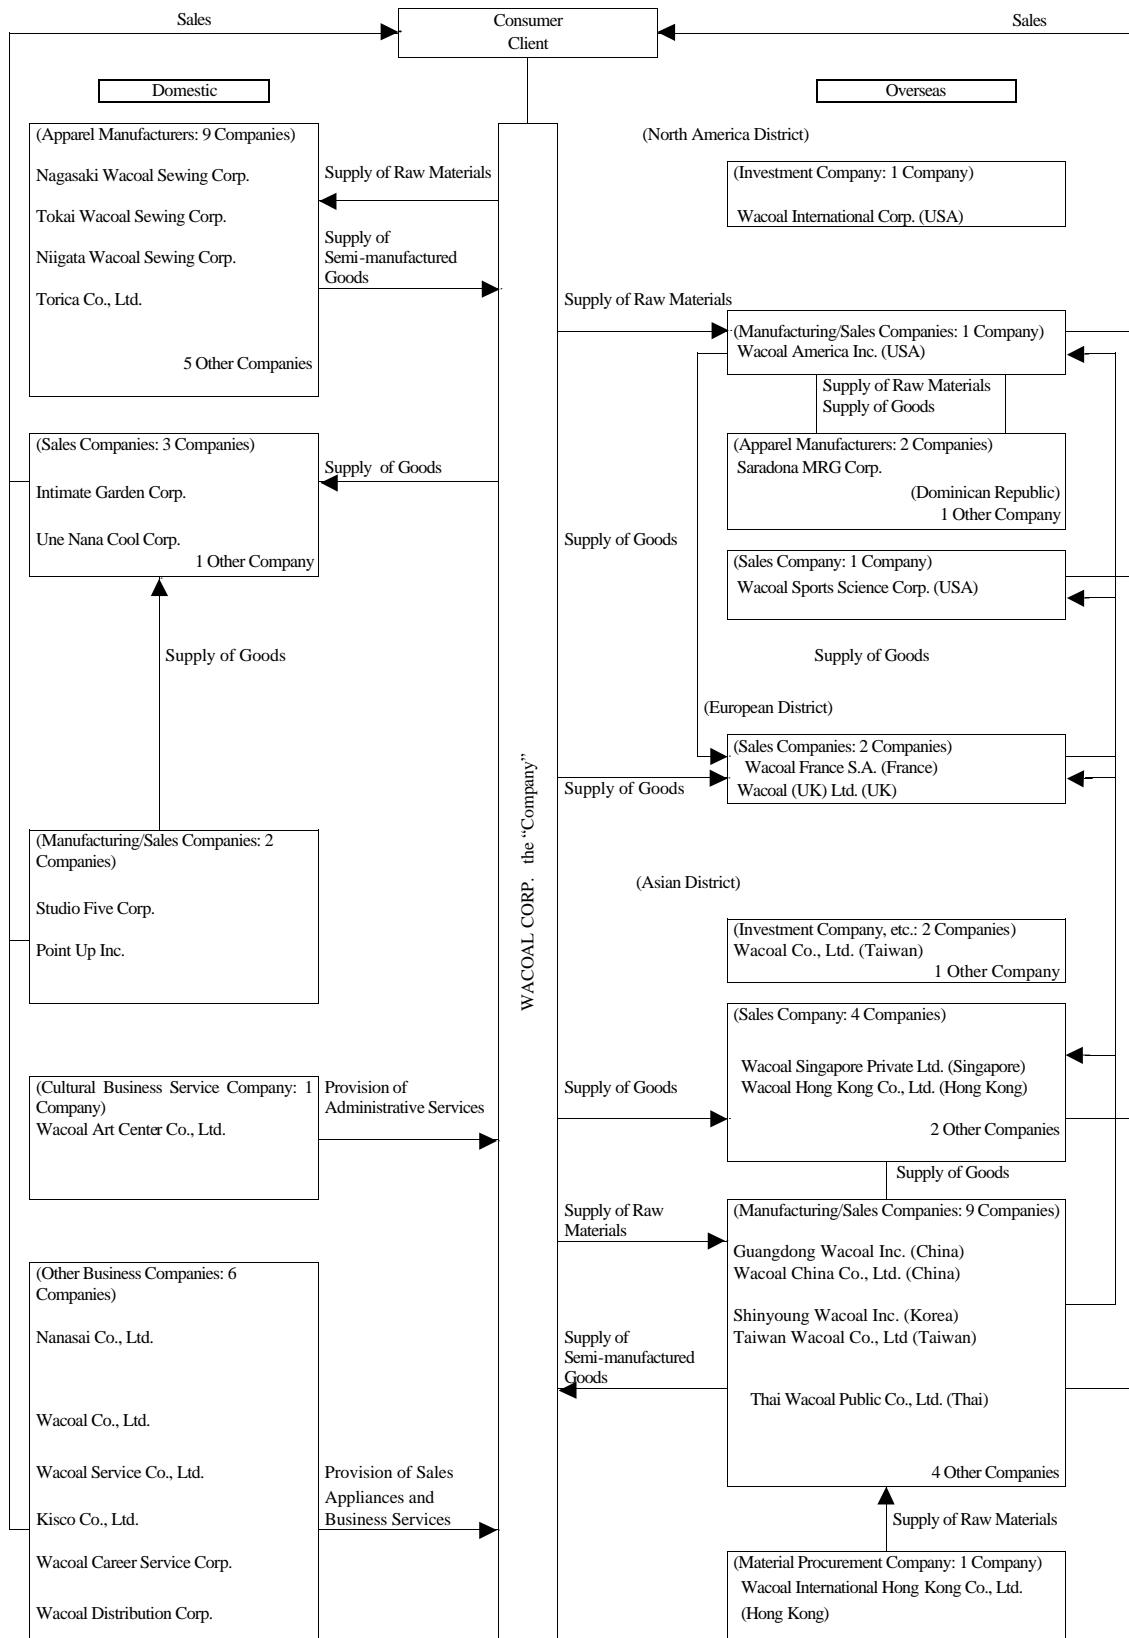 Sales
Consumer
Client
Sales
Domestic
Overseas
(Apparel Manufacturers: 9 Companies)
Nagasaki Wacoal Sewing Corp.
Tokai Wacoal Sewing Corp.
Niigata Wacoal Sewing Corp.
Torica Co., Ltd.
5 Other Companies
Supply of Raw Materials
Supply of
Semi-manufactured
Goods
(Sales Companies: 3 Companies)
Intimate Garden Corp.
Une Nana Cool Corp.
1 Other Company
Supply of Goods
Supply of Goods
(Manufacturing/Sales Companies: 2
Companies)
Studio Five Corp.
Point Up Inc.
(Cultural Business Service Company: 1
Company)
Wacoal Art Center Co., Ltd.
Provision of
Administrative Services
(Other Business Companies: 6
Companies)
Nanasai Co., Ltd.
Wacoal Co., Ltd.
Wacoal Service Co., Ltd.
Kisco Co., Ltd.
Wacoal Career Service Corp.
Wacoal Distribution Corp.
Provision of Sales
Appliances and
Business Services
WACOAL CORP. the “Company”
(North America District)
(Investment Company: 1 Company)
Wacoal International Corp. (USA)
Supply of Raw Materials
(Manufacturing/Sales Companies: 1 Company)
Wacoal America Inc. (USA)
Supply of Raw Materials
Supply of Goods
(Apparel Manufacturers: 2 Companies)
Saradona MRG Corp.
(Dominican Republic)
1 Other Company
Supply of Goods
(Sales Company: 1 Company)
Wacoal Sports Science Corp. (USA)
Supply of Goods
(European District)
(Sales Companies: 2 Companies)
Wacoal France S.A. (France)
Wacoal (UK) Ltd. (UK)
Supply of Goods
(Asian District)
(Investment Company, etc.: 2 Companies)
Wacoal Co., Ltd. (Taiwan)
1 Other Company
(Sales Company: 4 Companies)
Wacoal Singapore Private Ltd. (Singapore)
Wacoal Hong Kong Co., Ltd. (Hong Kong)
2 Other Companies
Supply of Goods
Supply of Goods
Supply of Raw
Materials
(Manufacturing/Sales Companies: 9 Companies)
Guangdong Wacoal Inc. (China)
Wacoal China Co., Ltd. (China)
Shinyoung Wacoal Inc. (Korea)
Taiwan Wacoal Co., Ltd (Taiwan)
Thai Wacoal Public Co., Ltd. (Thai)
4 Other Companies
Supply of
Semi-manufactured
Goods
Supply of Raw Materials
(Material Procurement Company: 1 Company)
Wacoal International Hong Kong Co., Ltd.
(Hong Kong)